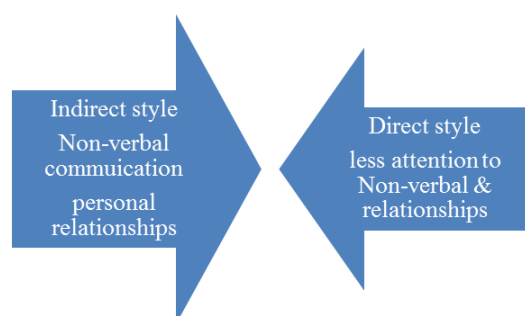 Indirect style
Non-verbal
commuication
personal
relationships
Direct style
less attention to
Non-verbal &
relationships